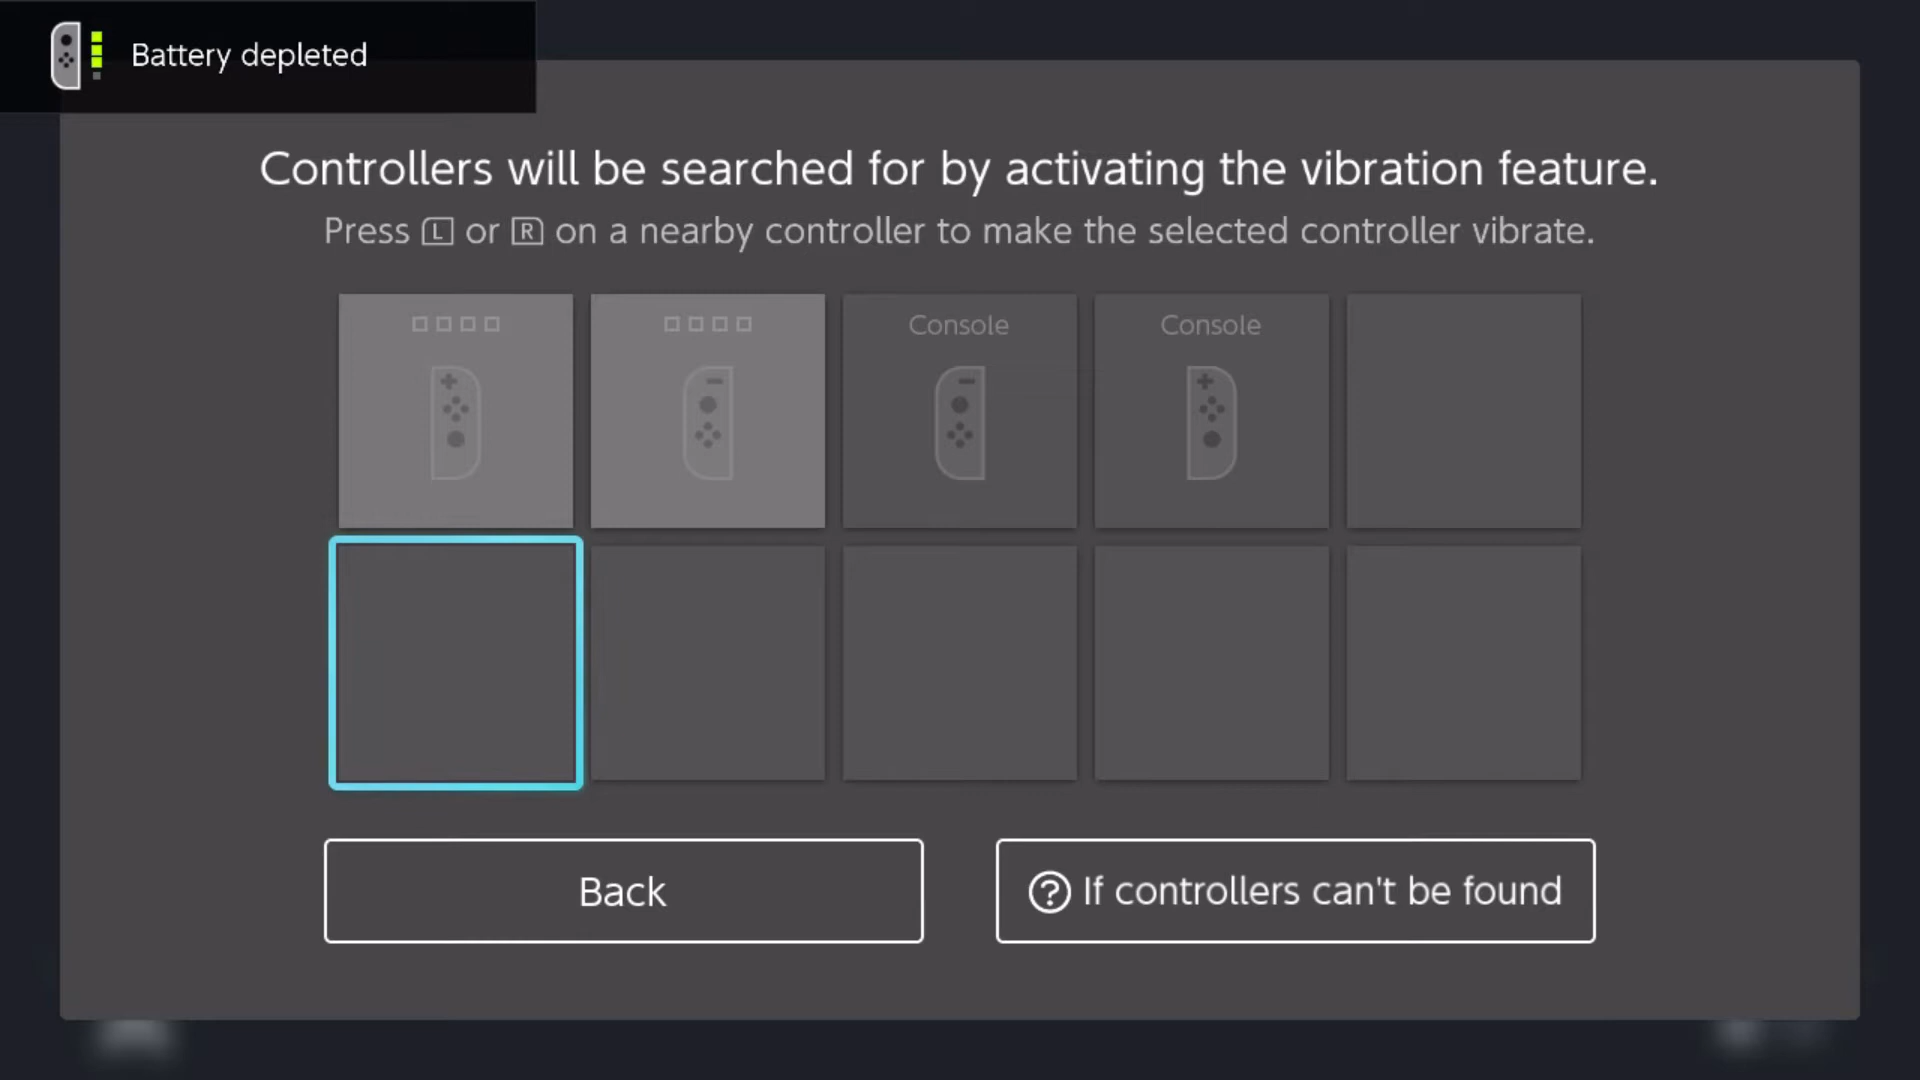 Battery depleted
Controllers will be searched for by activating the vibration feature.
Press L or R on a nearby controller to make the selected controller vibrate.
Console
Console
Back
? If controllers can't be found